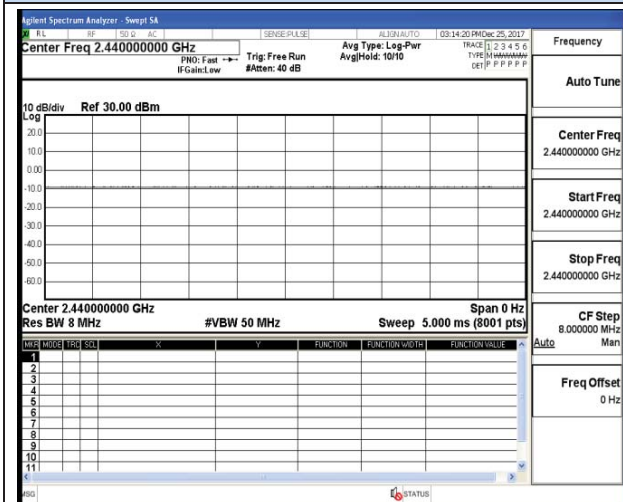 Agilent Spectrum Analyzer - Swept SA
RL RF 50 Ω AC SENSE:PULSE ALIGN AUTO 03:14:20 PM Dec 25, 2017
Center Freq 2.440000000 GHz
PNO: Fast
IFGain:Low
Trig: Free Run
#Atten: 40 dB
Avg Type: Log-Pwr
Avg|Hold: 10/10
TRACE 1 2 3 4 5 6
TYPE M
DET P P P P P P
10 dB/div Ref 30.00 dBm
Log
20.0
10.0
0.00
-10.0
-20.0
-30.0
-40.0
-50.0
-60.0
Center 2.440000000 GHz Span 0 Hz
Res BW 8 MHz #VBW 50 MHz Sweep 5.000 ms (8001 pts)
MKR MODE TRC SCL X Y FUNCTION FUNCTION WIDTH FUNCTION VALUE
1
2
3
4
5
6
7
8
9
10
11
MSG STATUS
Frequency
Auto Tune
Center Freq
2.440000000 GHz
Start Freq
2.440000000 GHz
Stop Freq
2.440000000 GHz
CF Step
8.000000 MHz
Auto Man
Freq Offset
0 Hz